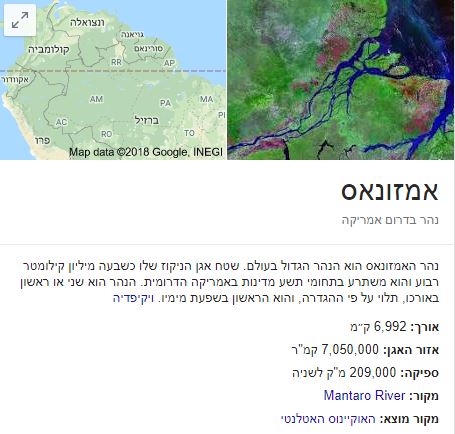 ונצואלה
קולומביה
גויאנה
סורינאם
RR
AP
אקוודור
AM
PA
MA
AC
RO
TO
PI
ברזיל
פרו
Map data ©2018 Google, INEGI
אמזונאס
נהר בדרום אמריקה
נהר האמזונאס הוא הנהר הגדול בעולם. שטח אגן הניקוז שלו כשבעה מיליון קילומטר
רבוע והוא משתרע בתחומי תשע מדינות באמריקה הדרומית. הנהר הוא שני או ראשון
באורכו, תלוי על פי ההגדרה, והוא הראשון בשפעת מימיו. ויקיפדיה
אורך: 6,992 ק״מ
אזור האגן: 7,050,000 קמ"ר
ספיקה: 209,000 מ"ק לשניה
מקור: Mantaro River
מקור מוצא: האוקיינוס האטלנטי